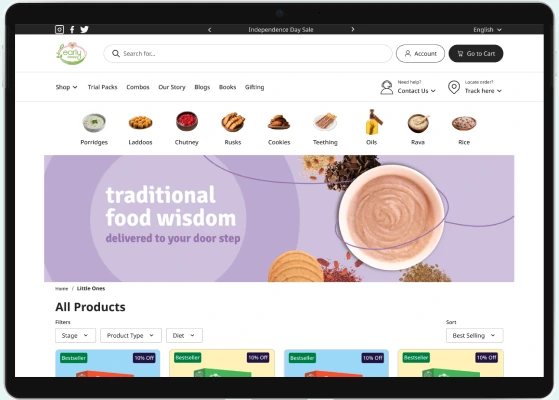 Independence Day Sale
English
early
Search for...
Account
Go to Cart
Shop
Trial Packs
Combos
Our Story
Blogs
Books
Gifting
Need help?
Contact Us
Locate order?
Track here
Porridges
Laddoos
Chutney
Rusks
Cookies
Teething
Oils
Rava
Rice
traditional
food wisdom
delivered to your door step
Home / Little Ones
All Products
Filters
Sort
Stage
Product Type
Diet
Best Selling
Bestseller
10% Off
Bestseller
10% Off
Bestseller
10% Off
Bestseller
10% Off